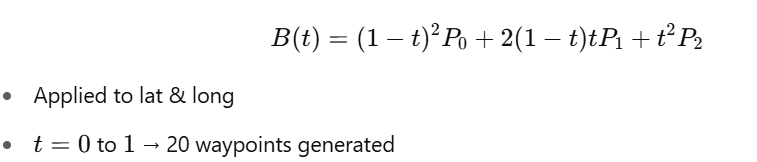 B(t) = (1 − t)²P₀ + 2(1 − t)tP₁ + t²P₂
• Applied to lat & long
• t = 0 to 1 → 20 waypoints generated